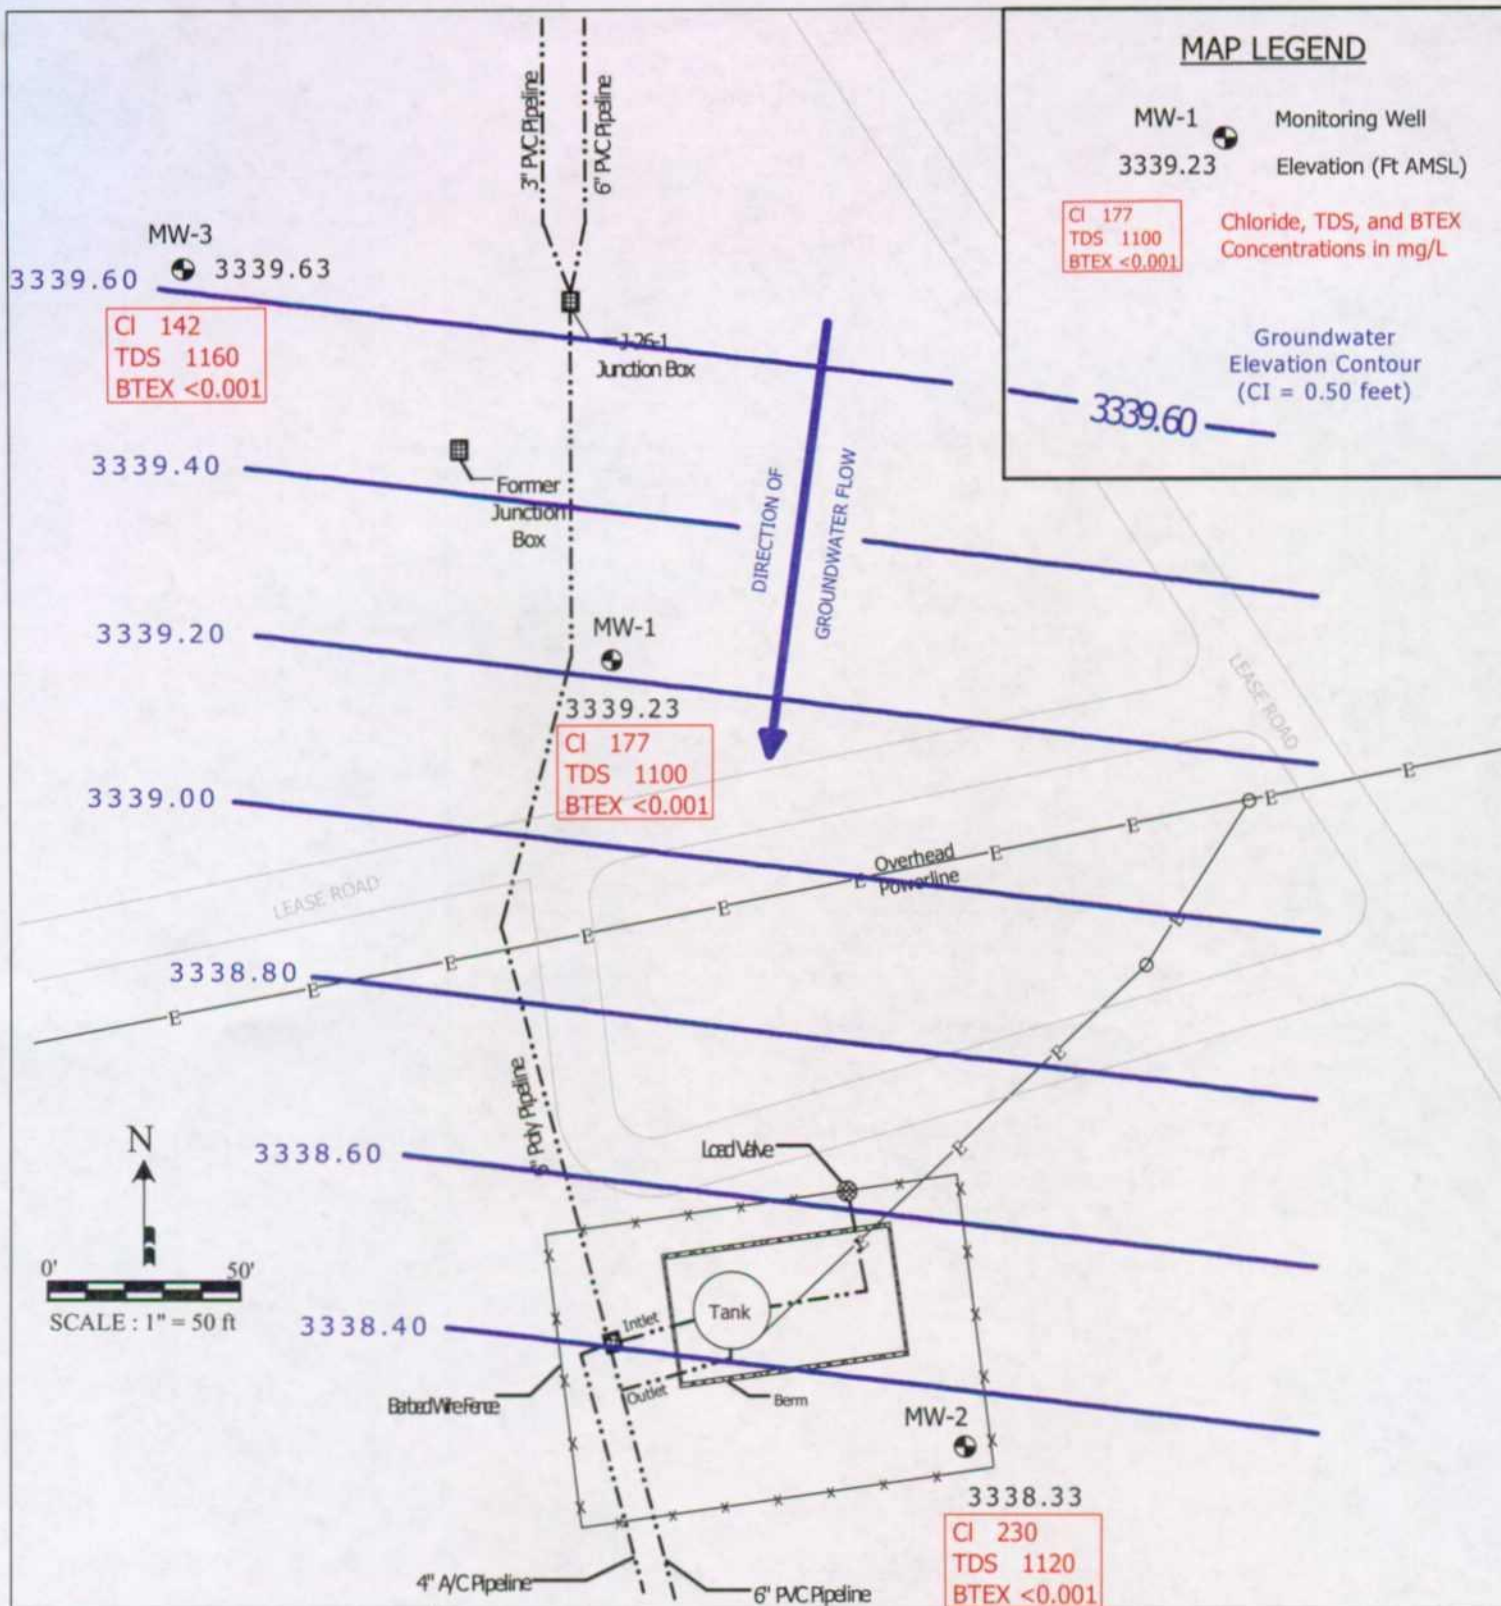 MAP LEGEND
MW-1
Monitoring Well
3339.23
Elevation (Ft AMSL)
Cl 177
TDS 1100
BTEX <0.001
Chloride, TDS, and BTEX
Concentrations in mg/L
Groundwater
Elevation Contour
(CI = 0.50 feet)
3339.60
3" PVC Pipeline
6" PVC Pipeline
MW-3
3339.63
3339.60
Cl 142
TDS 1160
BTEX <0.001
J-26-1
Junction Box
3339.40
Former
Junction
Box
DIRECTION OF
GROUNDWATER FLOW
3339.20
MW-1
3339.23
Cl 177
TDS 1100
BTEX <0.001
LEASE ROAD
3339.00
E E E E E E E E E
Overhead
Powerline
LEASE ROAD
3338.80
Poly Pipeline
N
3338.60
Load Valve
0' 50'
SCALE : 1" = 50 ft
3338.40
Intlet
Tank
Outlet
Berm
Barbed Wire Fence
MW-2
3338.33
Cl 230
TDS 1120
BTEX <0.001
4" A/C Pipeline
6" PVC Pipeline